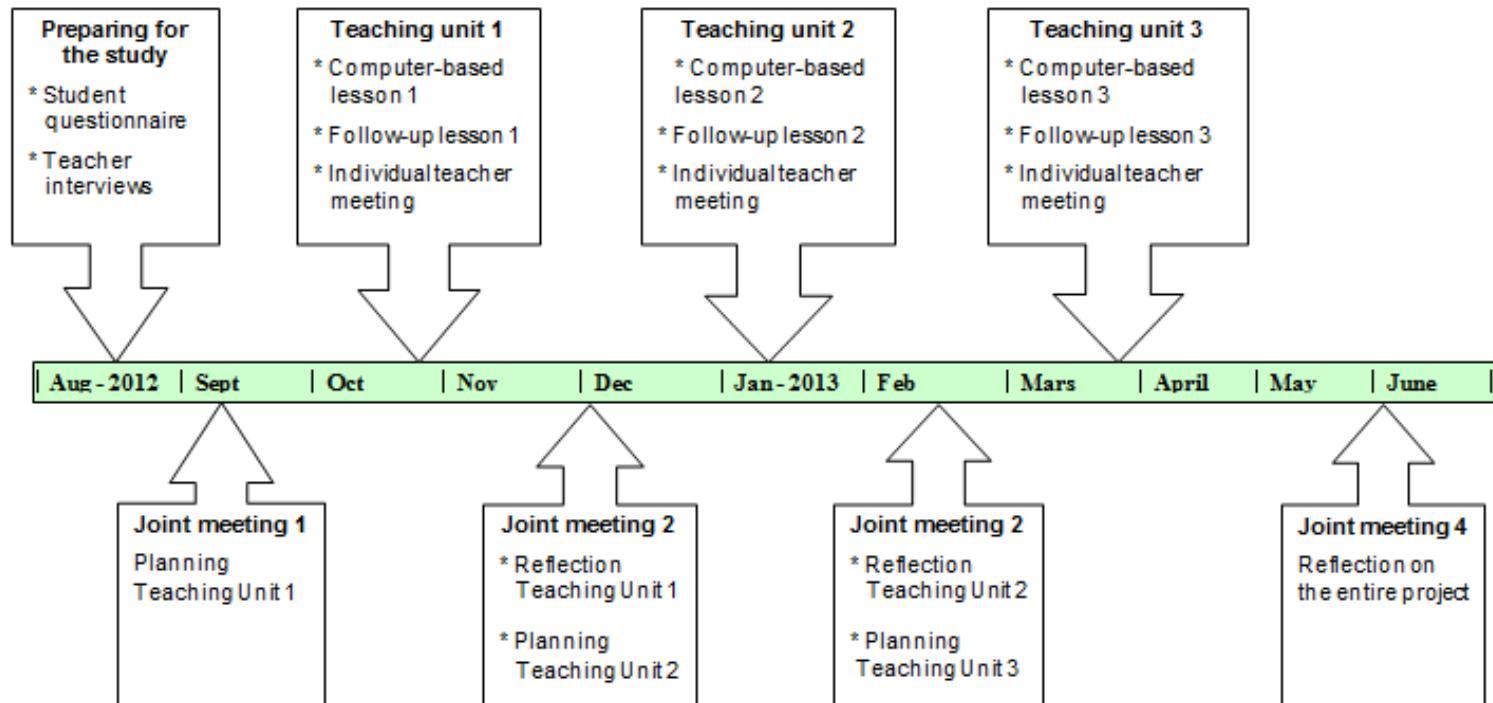 Preparing for
the study
* Student
questionnaire
* Teacher
interviews
Teaching unit 1
* Computer-based
lesson 1
* Follow-up lesson 1
* Individual teacher
meeting
Teaching unit 2
* Computer-based
lesson 2
* Follow-up lesson 2
* Individual teacher
meeting
Teaching unit 3
* Computer-based
lesson 3
* Follow-up lesson 3
* Individual teacher
meeting
| Aug - 2012 | Sept | Oct | Nov | Dec | Jan - 2013 | Feb | Mars | April | May | June |
Joint meeting 1
Planning
Teaching Unit 1
Joint meeting 2
* Reflection
Teaching Unit 1
* Planning
Teaching Unit 2
Joint meeting 2
* Reflection
Teaching Unit 2
* Planning
Teaching Unit 3
Joint meeting 4
Reflection on
the entire project